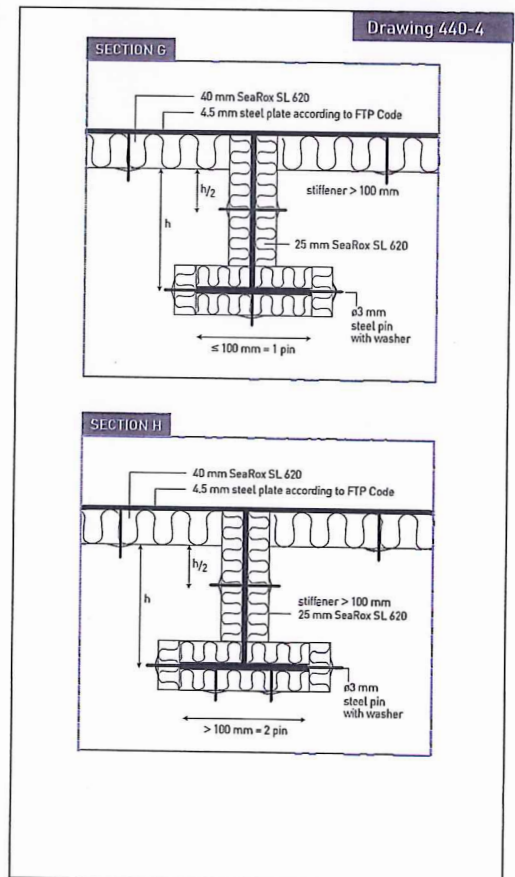 Drawing 440-4
SECTION G
40 mm SeaRox SL 620
4.5 mm steel plate according to FTP Code
stiffener > 100 mm
h/2
h
25 mm SeaRox SL 620
ø3 mm
steel pin
with washer
≤ 100 mm = 1 pin
SECTION H
40 mm SeaRox SL 620
4.5 mm steel plate according to FTP Code
h/2
h
stiffener > 100 mm
25 mm SeaRox SL 620
ø3 mm
steel pin
with washer
> 100 mm = 2 pin